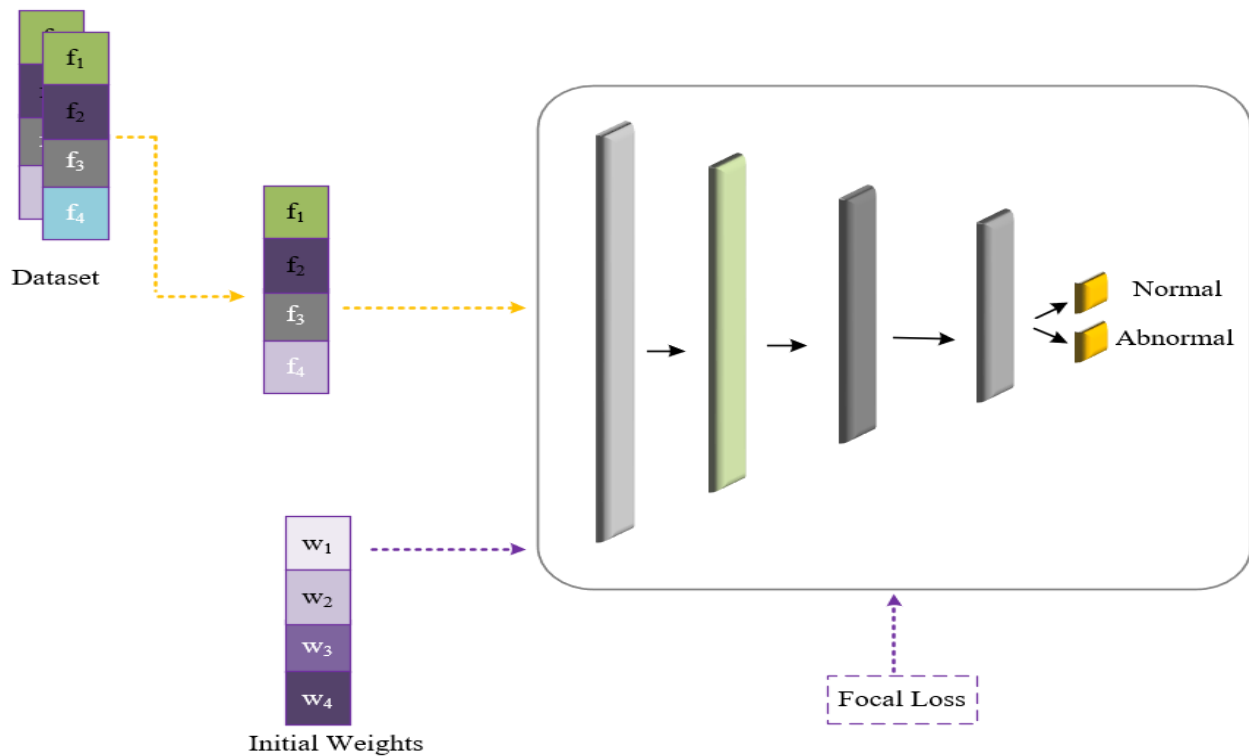 f₁
f₂
f₃
f₄
Dataset
f₁
f₂
f₃
f₄
w₁
w₂
w₃
w₄
Initial Weights
Normal
Abnormal
Focal Loss